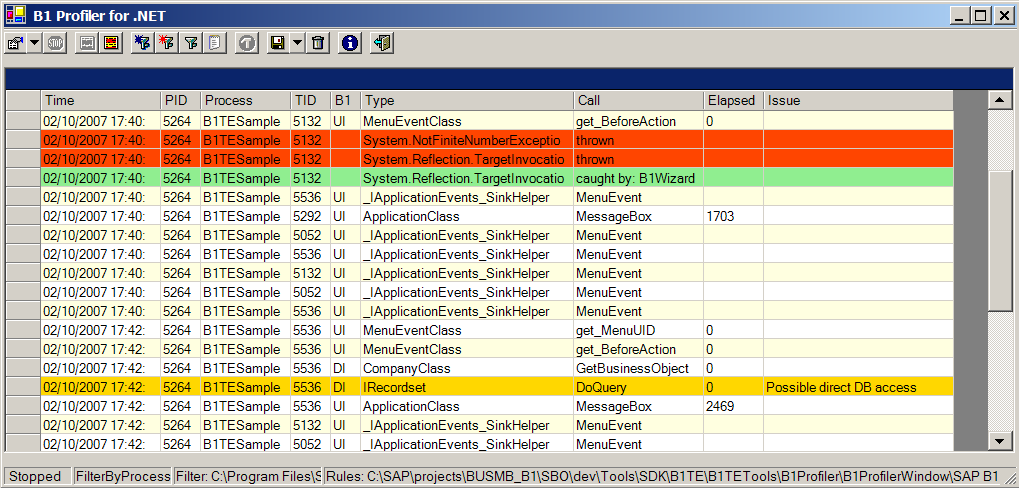 B1 Profiler for .NET
STOP
Time PID Process TID B1 Type Call Elapsed Issue
02/10/2007 17:40: 5264 B1TESample 5132 UI MenuEventClass get_BeforeAction 0
02/10/2007 17:40: 5264 B1TESample 5132 System.NotFiniteNumberExceptio thrown
02/10/2007 17:40: 5264 B1TESample 5132 System.Reflection.TargetInvocatio thrown
02/10/2007 17:40: 5264 B1TESample 5132 System.Reflection.TargetInvocatio caught by: B1Wizard
02/10/2007 17:40: 5264 B1TESample 5536 UI _IApplicationEvents_SinkHelper MenuEvent
02/10/2007 17:40: 5264 B1TESample 5292 UI ApplicationClass MessageBox 1703
02/10/2007 17:40: 5264 B1TESample 5052 UI _IApplicationEvents_SinkHelper MenuEvent
02/10/2007 17:40: 5264 B1TESample 5536 UI _IApplicationEvents_SinkHelper MenuEvent
02/10/2007 17:40: 5264 B1TESample 5132 UI _IApplicationEvents_SinkHelper MenuEvent
02/10/2007 17:40: 5264 B1TESample 5052 UI _IApplicationEvents_SinkHelper MenuEvent
02/10/2007 17:40: 5264 B1TESample 5536 UI _IApplicationEvents_SinkHelper MenuEvent
02/10/2007 17:42: 5264 B1TESample 5536 UI MenuEventClass get_MenuUID 0
02/10/2007 17:42: 5264 B1TESample 5536 UI MenuEventClass get_BeforeAction 0
02/10/2007 17:42: 5264 B1TESample 5536 DI CompanyClass GetBusinessObject 0
02/10/2007 17:42: 5264 B1TESample 5536 DI IRecordset DoQuery 0 Possible direct DB access
02/10/2007 17:42: 5264 B1TESample 5536 UI ApplicationClass MessageBox 2469
02/10/2007 17:42: 5264 B1TESample 5132 UI _IApplicationEvents_SinkHelper MenuEvent
02/10/2007 17:42: 5264 B1TESample 5052 UI _IApplicationEvents_SinkHelper MenuEvent
Stopped FilterByProcess Filter: C:\Program Files\S Rules: C:\SAP\projects\BUSMB_B1\SBO\dev\Tools\SDK\B1TE\B1TETools\B1Profiler\B1ProfilerWindow\SAP B1